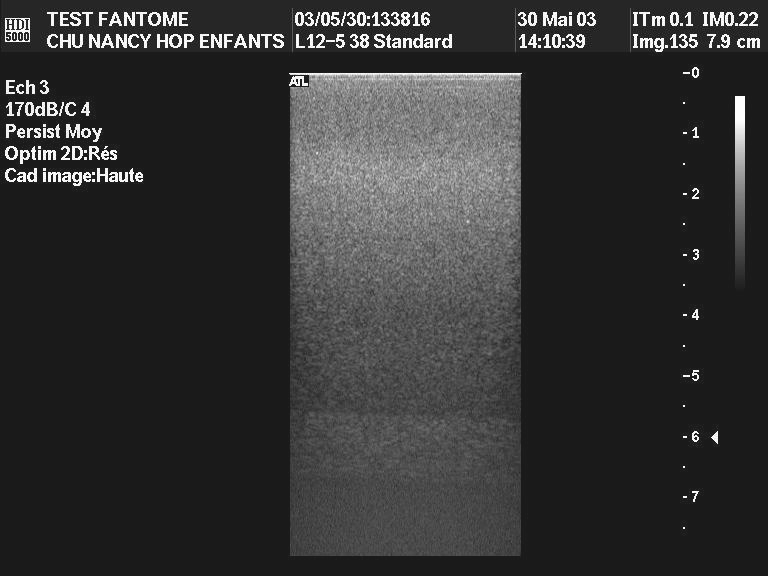 HDI 5000
TEST FANTOME
CHU NANCY HOP ENFANTS
03/05/30:133816
L12-5 38 Standard
30 Mai 03
14:10:39
ITm 0.1 IM0.22
Img.135 7.9 cm
Ech 3
170dB/C 4
Persist Moy
Optim 2D:Rés
Cad image:Haute
ATL
-0
-1
-2
-3
-4
-5
-6
-7